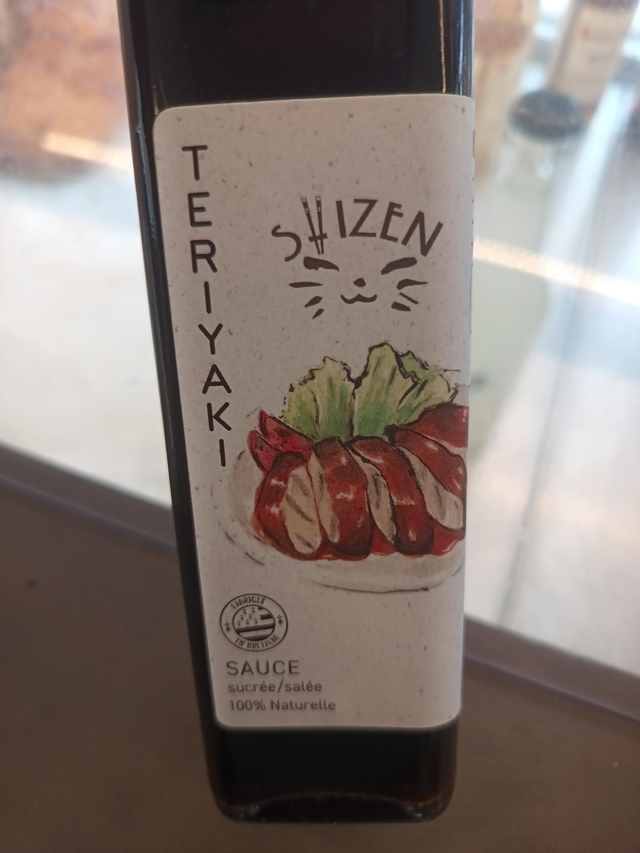 TERIYAKI
SHIZEN
FABRIQUÉ
EN BRETAGNE
SAUCE
sucrée/salée
100% Naturelle